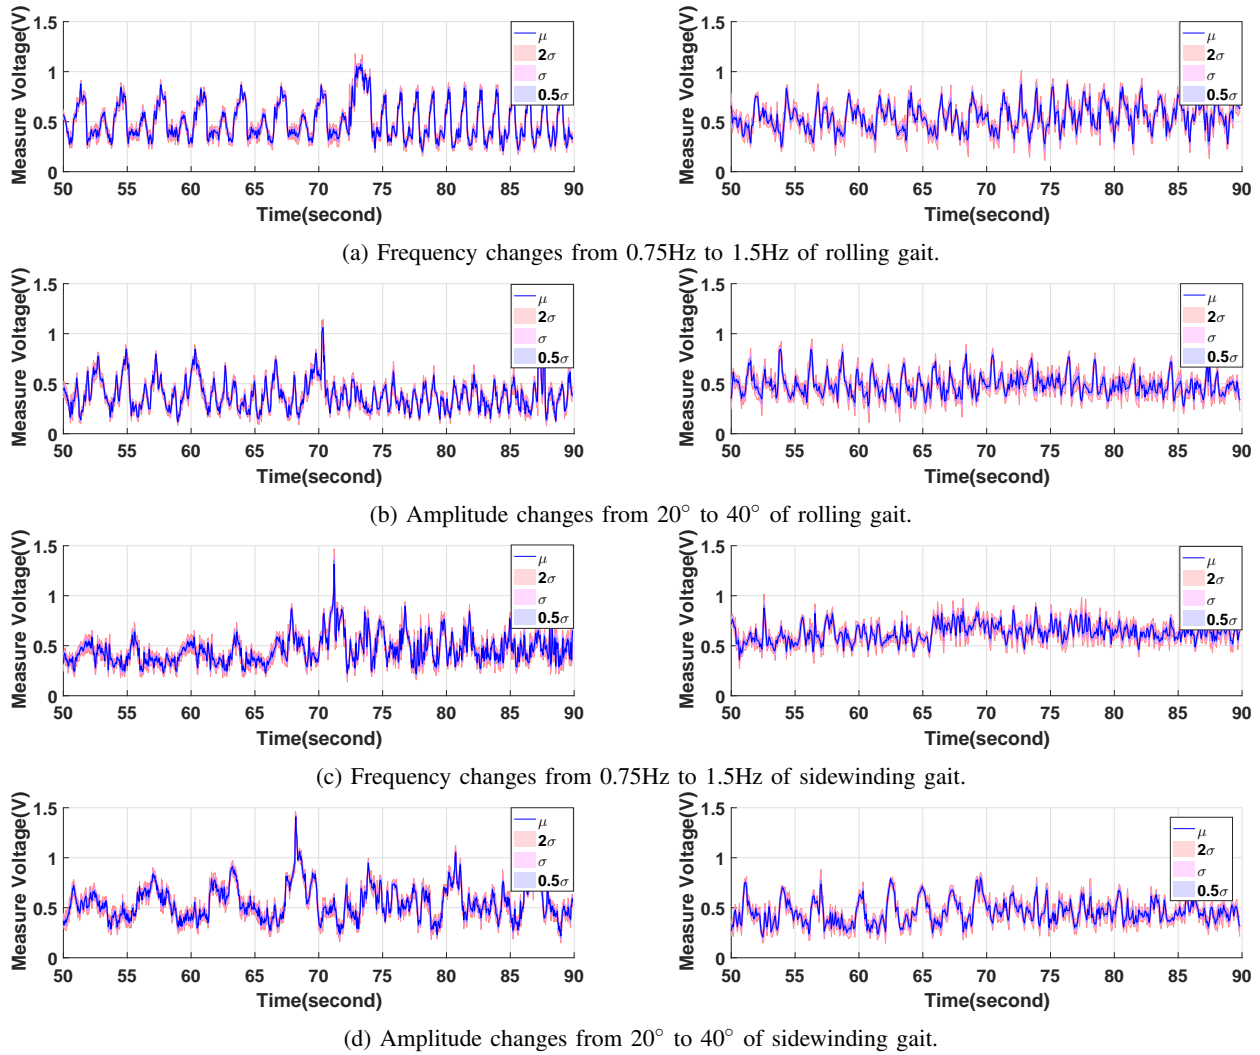 Measure Voltage(V)
1.5
1
0.5
0
50 55 60 65 70 75 80 85 90
Time(second)
μ
2σ
σ
0.5σ
Measure Voltage(V)
1.5
1
0.5
0
50 55 60 65 70 75 80 85 90
Time(second)
μ
2σ
σ
0.5σ
(a) Frequency changes from 0.75Hz to 1.5Hz of rolling gait.
Measure Voltage(V)
1.5
1
0.5
0
50 55 60 65 70 75 80 85 90
Time(second)
μ
2σ
σ
0.5σ
Measure Voltage(V)
1.5
1
0.5
0
50 55 60 65 70 75 80 85 90
Time(second)
μ
2σ
σ
0.5σ
(b) Amplitude changes from 20° to 40° of rolling gait.
Measure Voltage(V)
1.5
1
0.5
0
50 55 60 65 70 75 80 85 90
Time(second)
μ
2σ
σ
0.5σ
Measure Voltage(V)
1.5
1
0.5
0
50 55 60 65 70 75 80 85 90
Time(second)
μ
2σ
σ
0.5σ
(c) Frequency changes from 0.75Hz to 1.5Hz of sidewinding gait.
Measure Voltage(V)
1.5
1
0.5
0
50 55 60 65 70 75 80 85 90
Time(second)
μ
2σ
σ
0.5σ
Measure Voltage(V)
1.5
1
0.5
0
50 55 60 65 70 75 80 85 90
Time(second)
μ
2σ
σ
0.5σ
(d) Amplitude changes from 20° to 40° of sidewinding gait.